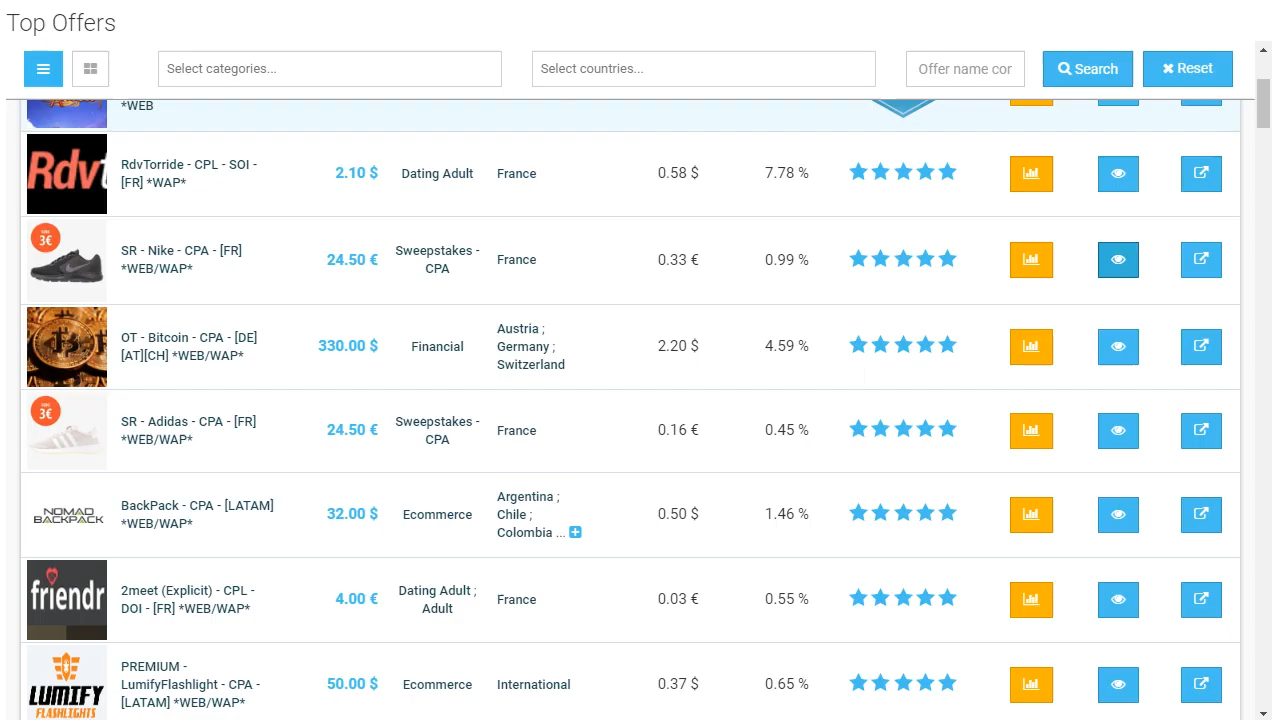 Top Offers
Select categories...
Select countries...
Offer name cor
Search
Reset
*WEB
Rdvt
RdvTorride - CPL - SOI -
[FR] *WAP*
2.10 $
Dating Adult
France
0.58 $
7.78 %
3€
SR - Nike - CPA - [FR]
*WEB/WAP*
24.50 €
Sweepstakes -
CPA
France
0.33 €
0.99 %
OT - Bitcoin - CPA - [DE]
[AT][CH] *WEB/WAP*
330.00 $
Financial
Austria ;
Germany ;
Switzerland
2.20 $
4.59 %
3€
SR - Adidas - CPA - [FR]
*WEB/WAP*
24.50 €
Sweepstakes -
CPA
France
0.16 €
0.45 %
NOMAD
BACKPACK
BackPack - CPA - [LATAM]
*WEB/WAP*
32.00 $
Ecommerce
Argentina ;
Chile ;
Colombia ...
0.50 $
1.46 %
friendr
2meet (Explicit) - CPL -
DOI - [FR] *WEB/WAP*
4.00 €
Dating Adult ;
Adult
France
0.03 €
0.55 %
LUMIFY
FLASHLIGHTS
PREMIUM -
LumifyFlashlight - CPA -
[LATAM] *WEB/WAP*
50.00 $
Ecommerce
International
0.37 $
0.65 %